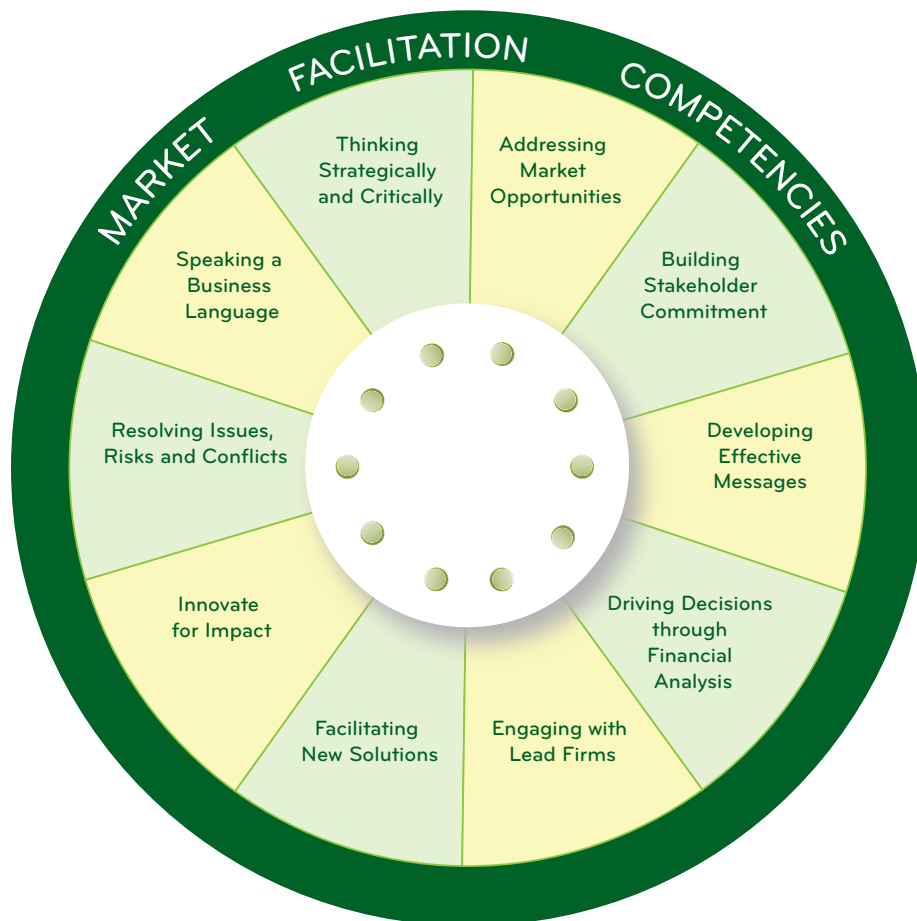 MARKET FACILITATION COMPETENCIES
Thinking
Strategically
and Critically
Addressing
Market
Opportunities
Building
Stakeholder
Commitment
Developing
Effective
Messages
Driving Decisions
through
Financial
Analysis
Engaging with
Lead Firms
Facilitating
New Solutions
Innovate
for Impact
Resolving Issues,
Risks and Conflicts
Speaking a
Business
Language